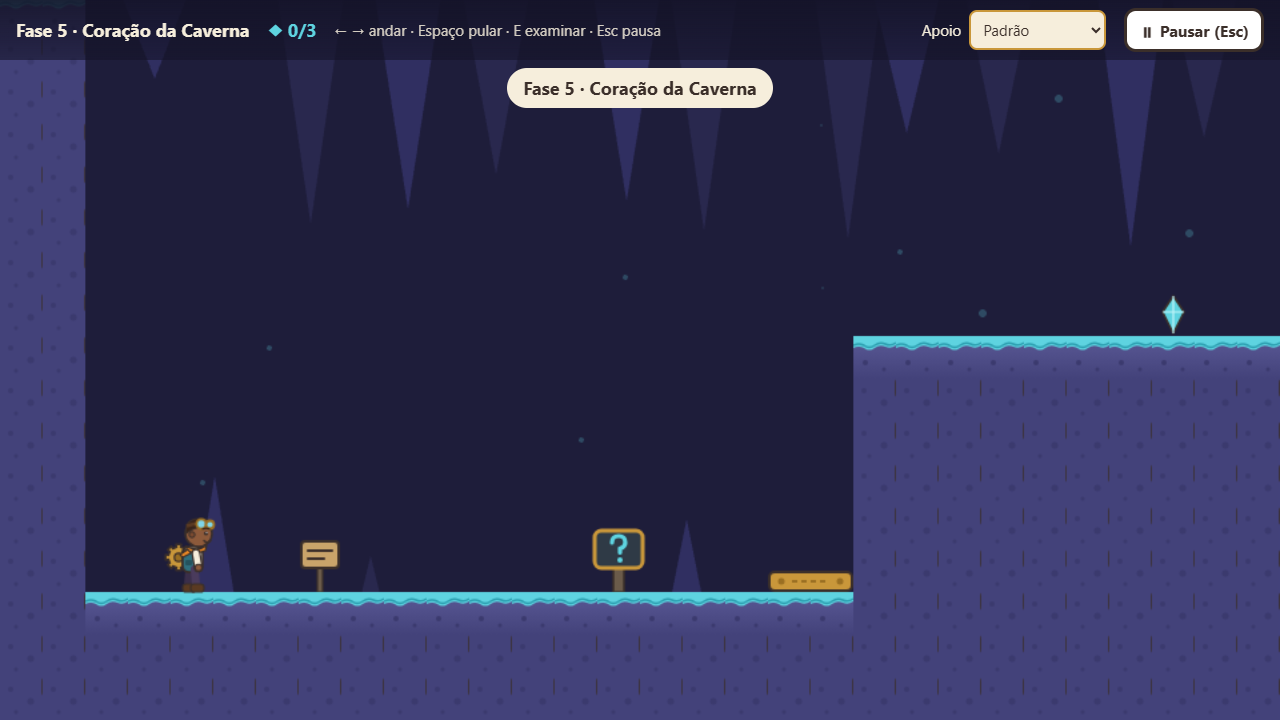 Fase 5 · Coração da Caverna ◆ 0/3 ←→ andar · Espaço pular · E examinar · Esc pausa Apoio Padrão ⏸ Pausar (Esc)
Fase 5 · Coração da Caverna
?